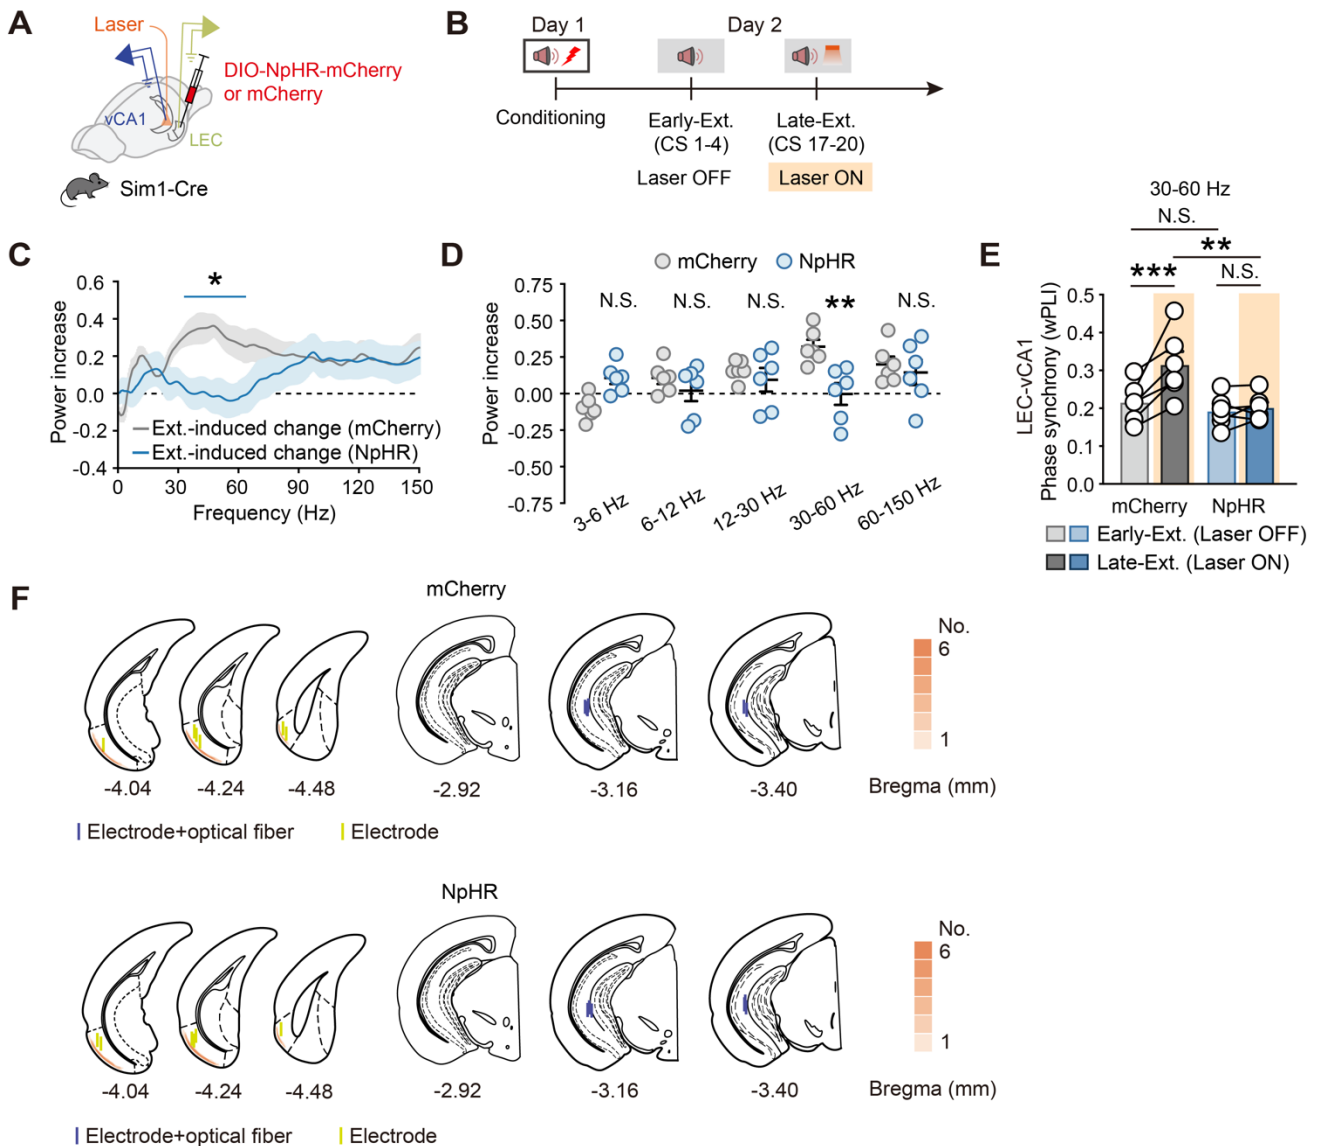 A
Laser
DIO-NpHR-mCherry
or mCherry
vCA1
LEC
Sim1-Cre
B
Day 1
Day 2
Conditioning
Early-Ext.
(CS 1-4)
Late-Ext.
(CS 17-20)
Laser OFF
Laser ON
C
*
Power increase
0.6
0.4
0.2
0.0
-0.2
-0.4
Ext.-induced change (mCherry)
Ext.-induced change (NpHR)
0 30 60 90 120 150
Frequency (Hz)
D
mCherry
NpHR
N.S. N.S. N.S. ** N.S.
Power increase
0.75
0.50
0.25
0.00
-0.25
-0.50
-0.75
3-6 Hz
6-12 Hz
12-30 Hz
30-60 Hz
60-150 Hz
E
30-60 Hz
N.S.
**
*** N.S.
LEC-vCA1
Phase synchrony (wPLI)
0.5
0.4
0.3
0.2
0.1
0.0
mCherry NpHR
Early-Ext. (Laser OFF)
Late-Ext. (Laser ON)
F
mCherry
No.
6
1
-4.04 -4.24 -4.48 -2.92 -3.16 -3.40 Bregma (mm)
Electrode+optical fiber
Electrode
NpHR
No.
6
1
-4.04 -4.24 -4.48 -2.92 -3.16 -3.40 Bregma (mm)
Electrode+optical fiber
Electrode